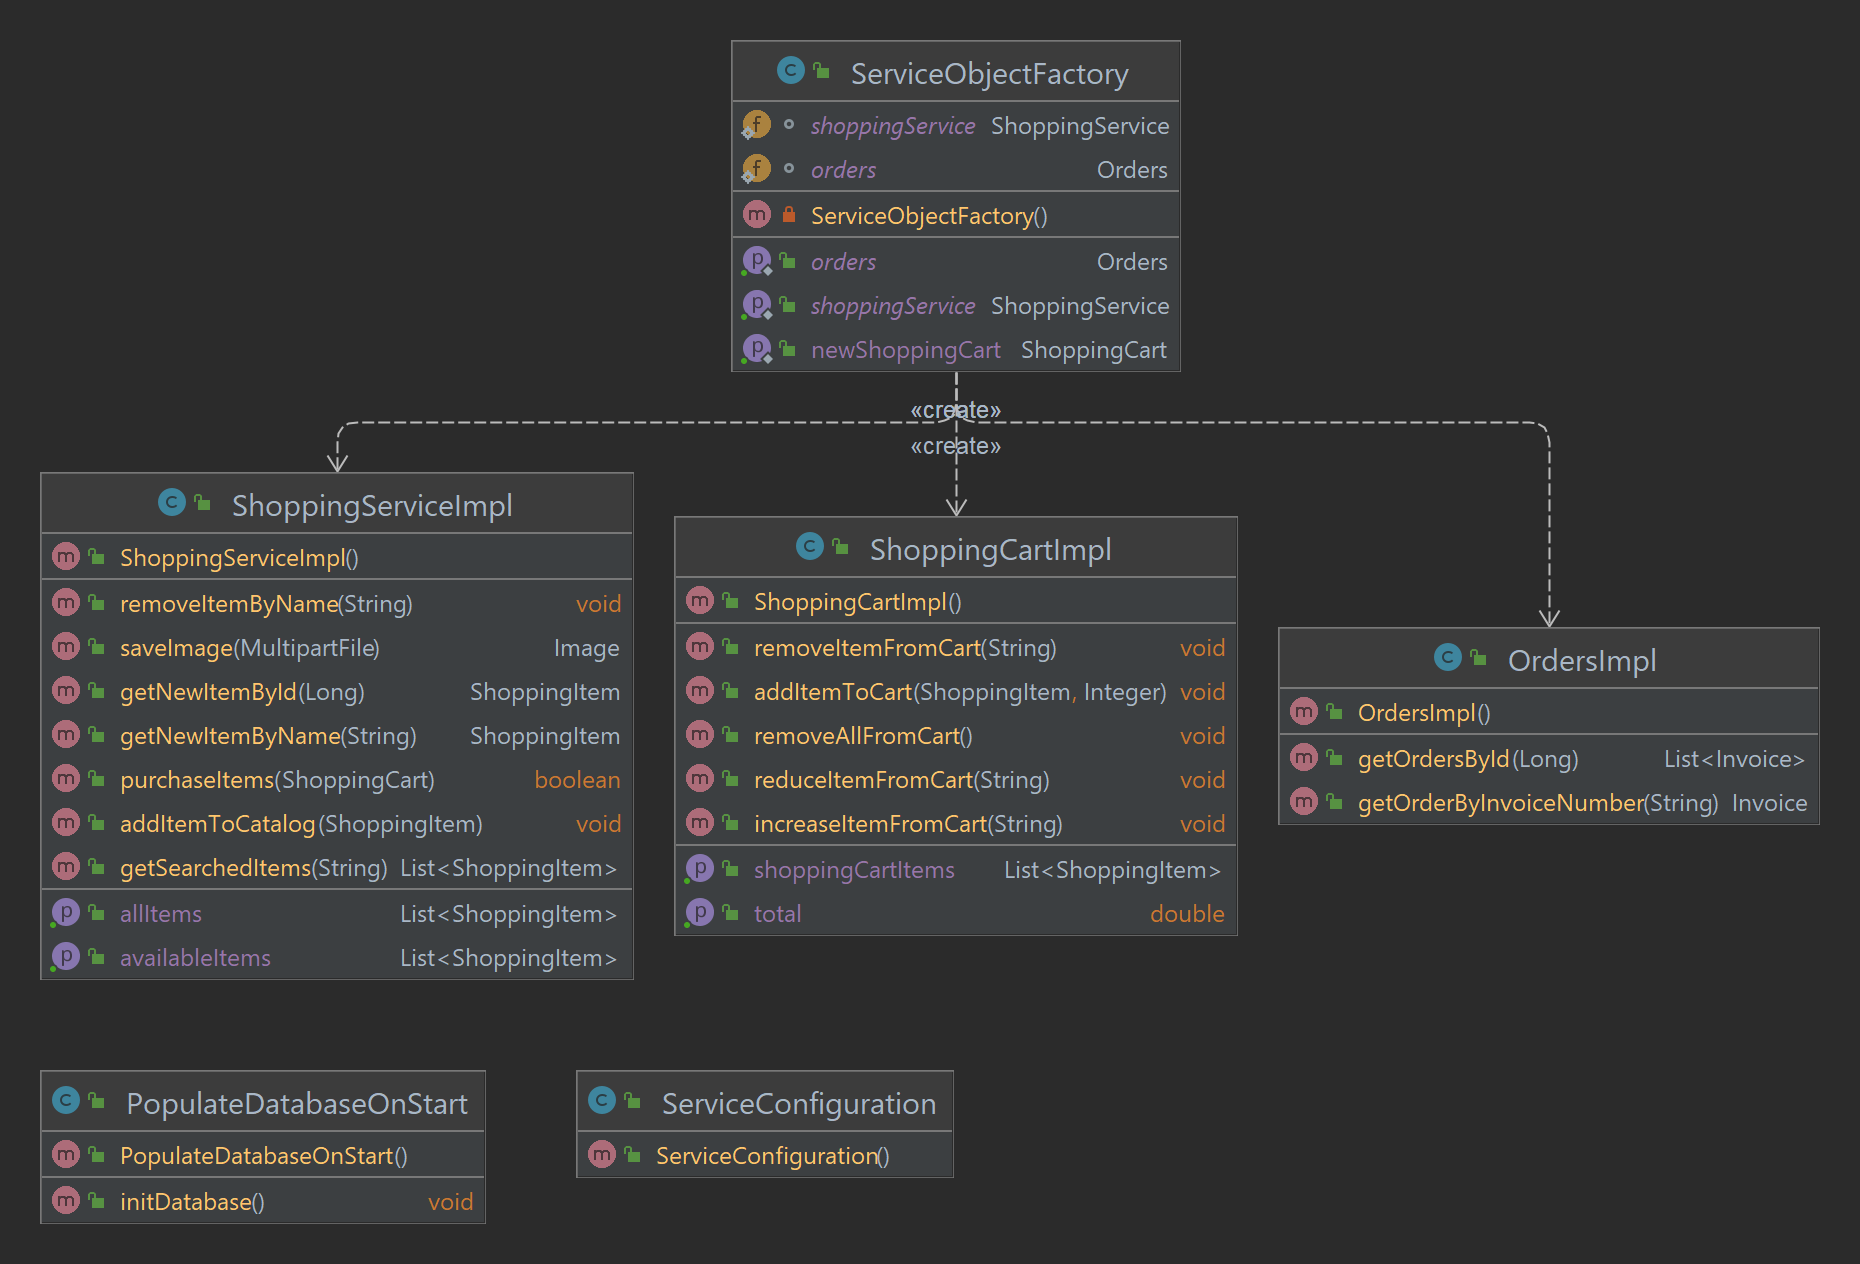 ServiceObjectFactory
shoppingService ShoppingService
orders Orders
ServiceObjectFactory()
orders Orders
shoppingService ShoppingService
newShoppingCart ShoppingCart
«create»
«create»
ShoppingServiceImpl
ShoppingServiceImpl()
removeItemByName(String) void
saveImage(MultipartFile) Image
getNewItemById(Long) ShoppingItem
getNewItemByName(String) ShoppingItem
purchaseItems(ShoppingCart) boolean
addItemToCatalog(ShoppingItem) void
getSearchedItems(String) List<ShoppingItem>
allItems List<ShoppingItem>
availableItems List<ShoppingItem>
ShoppingCartImpl
ShoppingCartImpl()
removeItemFromCart(String) void
addItemToCart(ShoppingItem, Integer) void
removeAllFromCart() void
reduceItemFromCart(String) void
increaseItemFromCart(String) void
shoppingCartItems List<ShoppingItem>
total double
OrdersImpl
OrdersImpl()
getOrdersById(Long) List<Invoice>
getOrderByInvoiceNumber(String) Invoice
PopulateDatabaseOnStart
PopulateDatabaseOnStart()
initDatabase() void
ServiceConfiguration
ServiceConfiguration()